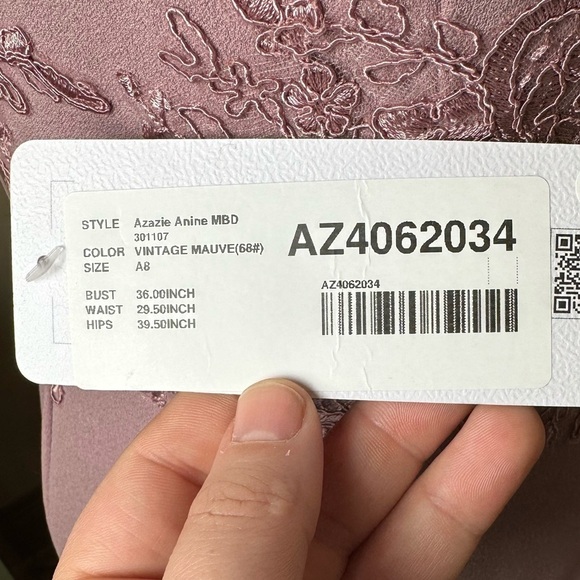 STYLE Azazie Anine MBD
301107
COLOR VINTAGE MAUVE(68#)
SIZE A8
BUST 36.00INCH
WAIST 29.50INCH
HIPS 39.50INCH
AZ4062034
AZ4062034